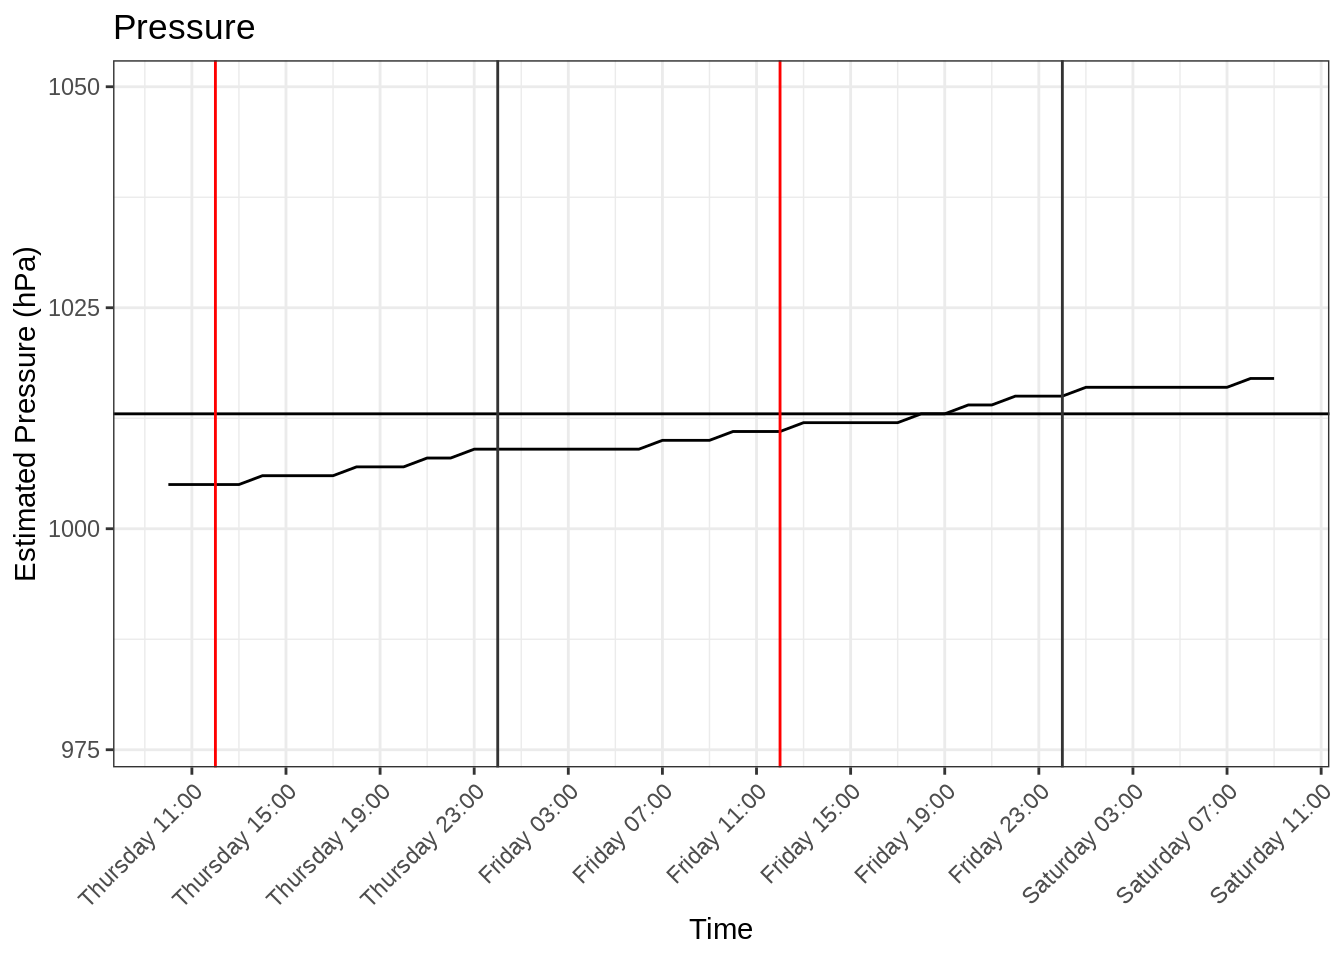 Pressure
Estimated Pressure (hPa)
1050
1025
1000
975
Thursday 11:00
Thursday 15:00
Thursday 19:00
Thursday 23:00
Friday 03:00
Friday 07:00
Friday 11:00
Friday 15:00
Friday 19:00
Friday 23:00
Saturday 03:00
Saturday 07:00
Saturday 11:00
Time